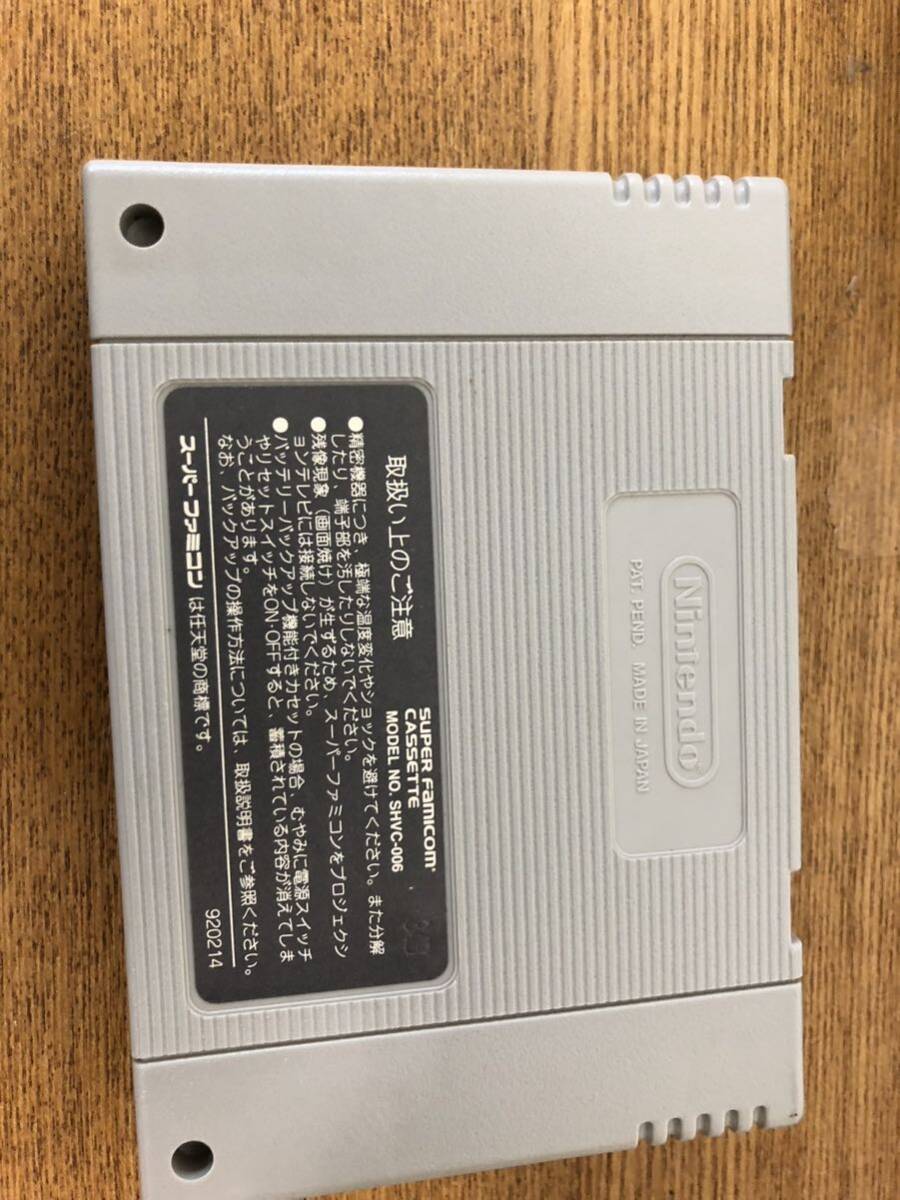 取扱い上のご注意
SUPER Famicom
CASSETTE
MODEL NO. SHVC-006
●精密機器につき、極端な温度変化やショックを避けてください。また分解
したり、端子部を汚したりしないでください。
●残像現象(画面焼け)が生ずるため、スーパーファミコンをプロジェクシ
ョンテレビには接続しないでください。
●バッテリーバックアップ機能付きカセットの場合、むやみに電源スイッチ
やリセットスイッチをON・OFFすると、蓄積されている内容が消えてしま
うことがあります。
なお、バックアップの操作方法については、取扱説明書をご参照ください。
スーパーファミコンは任天堂の商標です。
920214
Nintendo®
PAT. PEND. MADE IN JAPAN